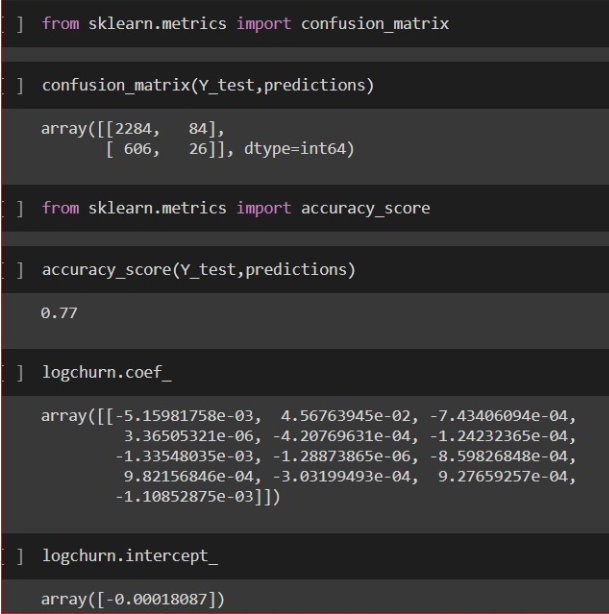 [ ] from sklearn.metrics import confusion_matrix
[ ] confusion_matrix(Y_test,predictions)
array([[2284,   84],
       [ 606,   26]], dtype=int64)
[ ] from sklearn.metrics import accuracy_score
[ ] accuracy_score(Y_test,predictions)
0.77
[ ] logchurn.coef_
array([[-5.15981758e-03,  4.56763945e-02, -7.43406094e-04,
         3.36505321e-06, -4.20769631e-04, -1.24232365e-04,
        -1.33548035e-03, -1.28873865e-06, -8.59826848e-04,
         9.82156846e-04, -3.03199493e-04,  9.27659257e-04,
        -1.10852875e-03]])
[ ] logchurn.intercept_
array([-0.00018087])